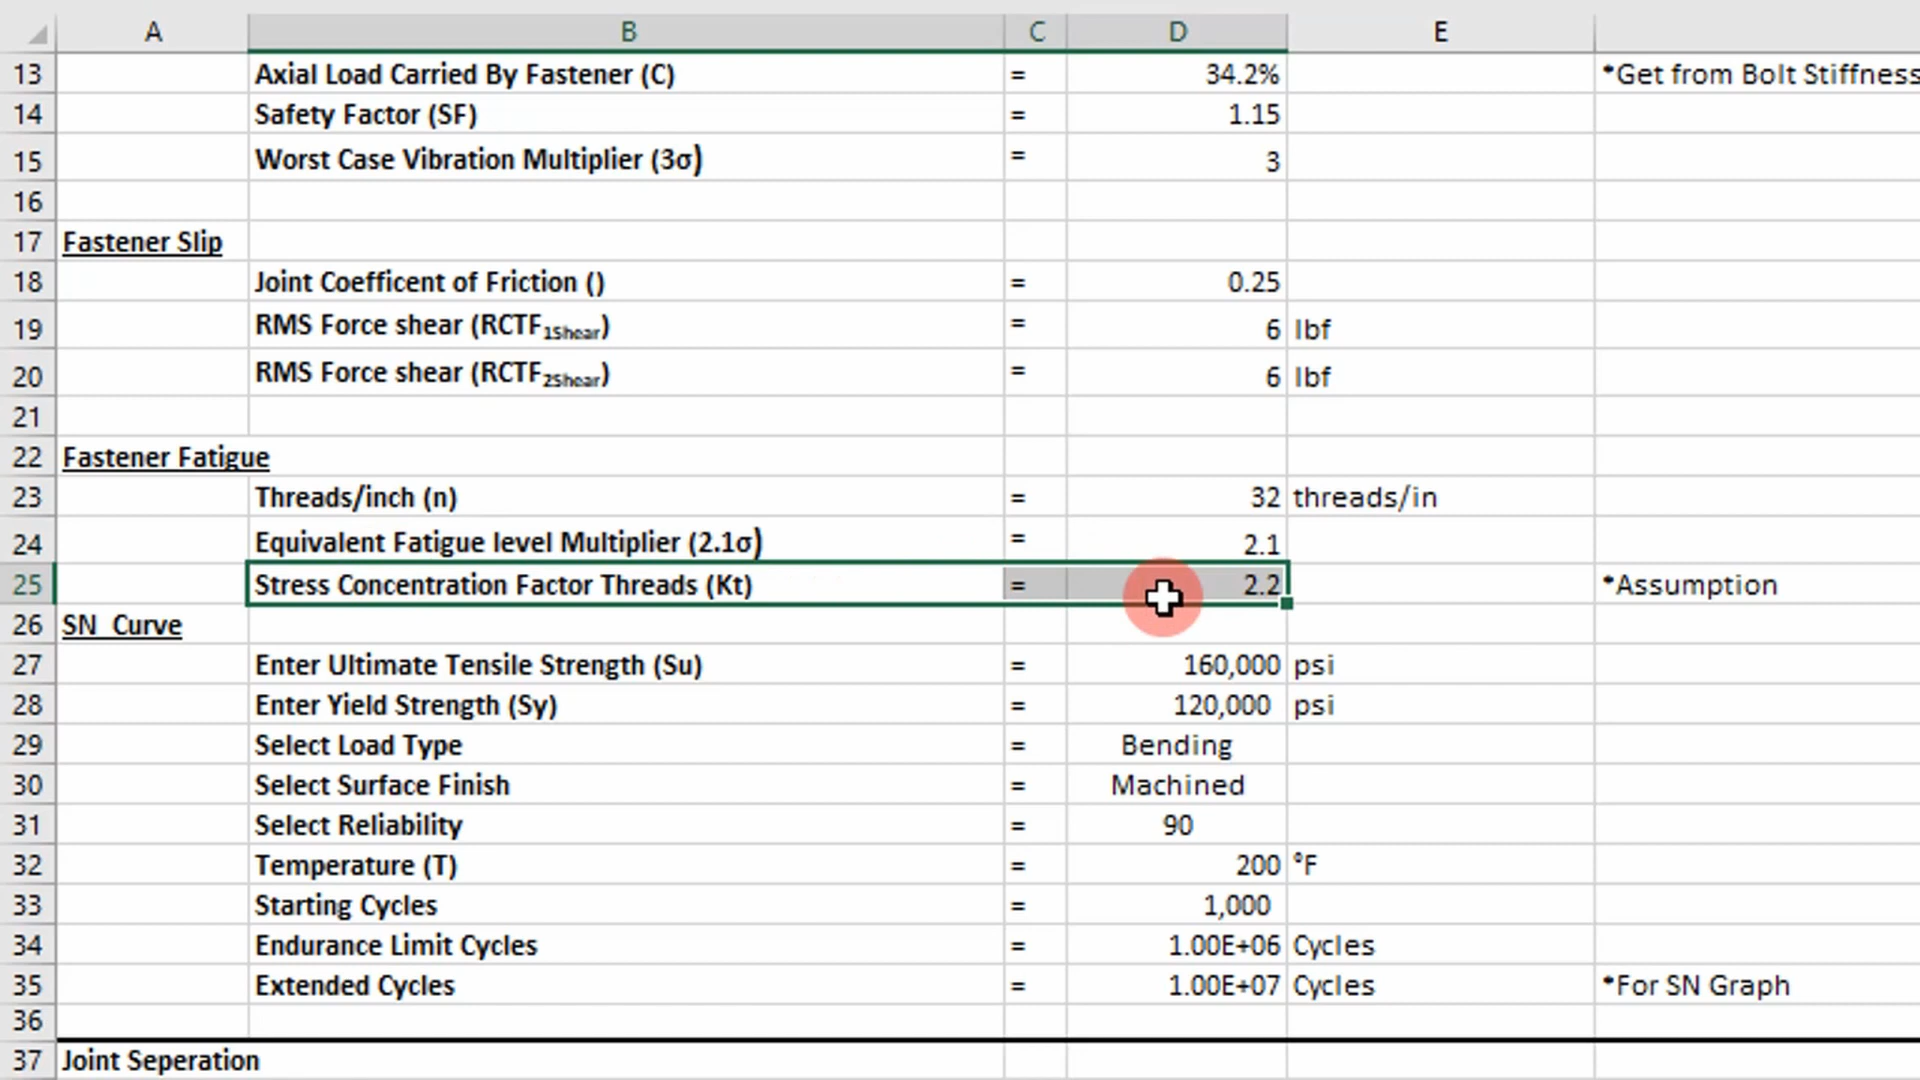 A B C D E
13 Axial Load Carried By Fastener (C) = 34.2% *Get from Bolt Stiffness
14 Safety Factor (SF) = 1.15
15 Worst Case Vibration Multiplier (3σ) = 3
16
17 Fastener Slip
18 Joint Coefficent of Friction () = 0.25
19 RMS Force shear (RCTF1Shear) = 6 lbf
20 RMS Force shear (RCTF2Shear) = 6 lbf
21
22 Fastener Fatigue
23 Threads/inch (n) = 32 threads/in
24 Equivalent Fatigue level Multiplier (2.1σ) = 2.1
25 Stress Concentration Factor Threads (Kt) = 2.2 *Assumption
26 SN Curve
27 Enter Ultimate Tensile Strength (Su) = 160,000 psi
28 Enter Yield Strength (Sy) = 120,000 psi
29 Select Load Type = Bending
30 Select Surface Finish = Machined
31 Select Reliability = 90
32 Temperature (T) = 200 °F
33 Starting Cycles = 1,000
34 Endurance Limit Cycles = 1.00E+06 Cycles
35 Extended Cycles = 1.00E+07 Cycles *For SN Graph
36
37 Joint Seperation